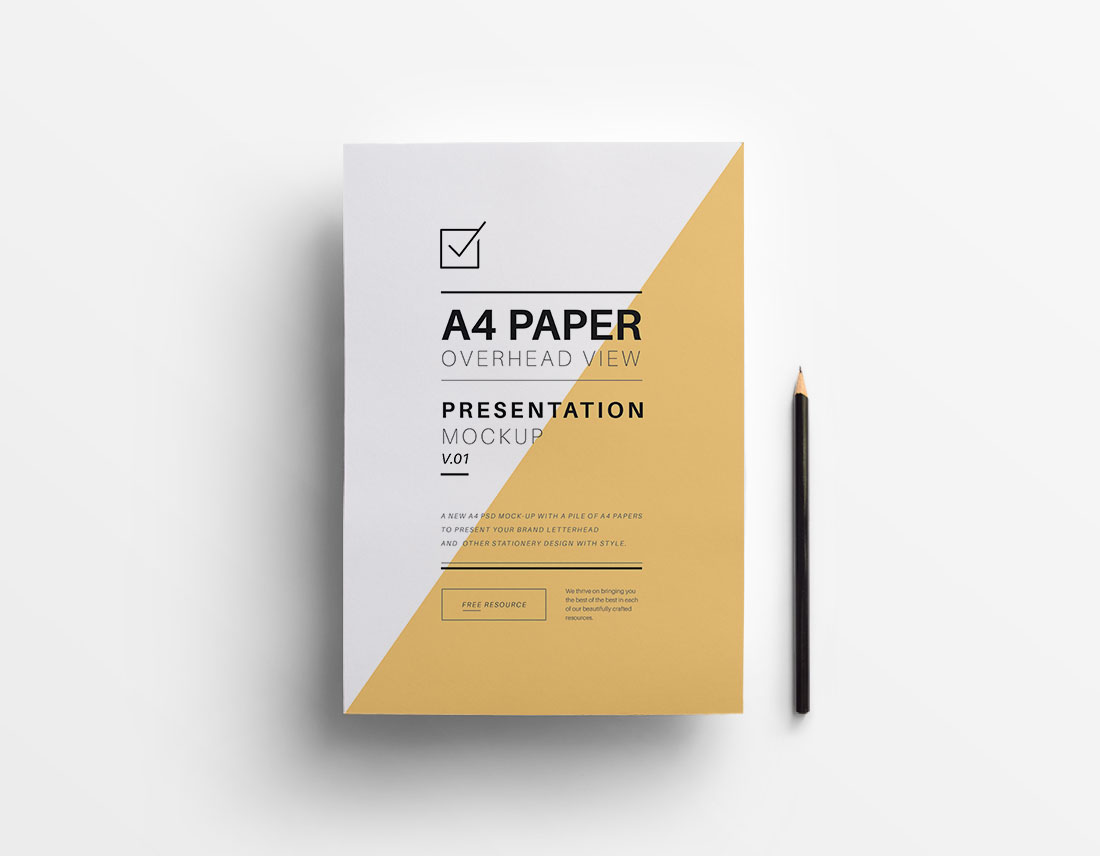 A4 PAPER
OVERHEAD VIEW
PRESENTATION
MOCKUP
V.01
A NEW A4 PSD MOCK-UP WITH A PILE OF A4 PAPERS
TO PRESENT YOUR BRAND LETTERHEAD
AND OTHER STATIONERY DESIGN WITH STYLE.
FREE RESOURCE
We thrive on bringing you
the best of the best in each
of our beautifully crafted
resources.